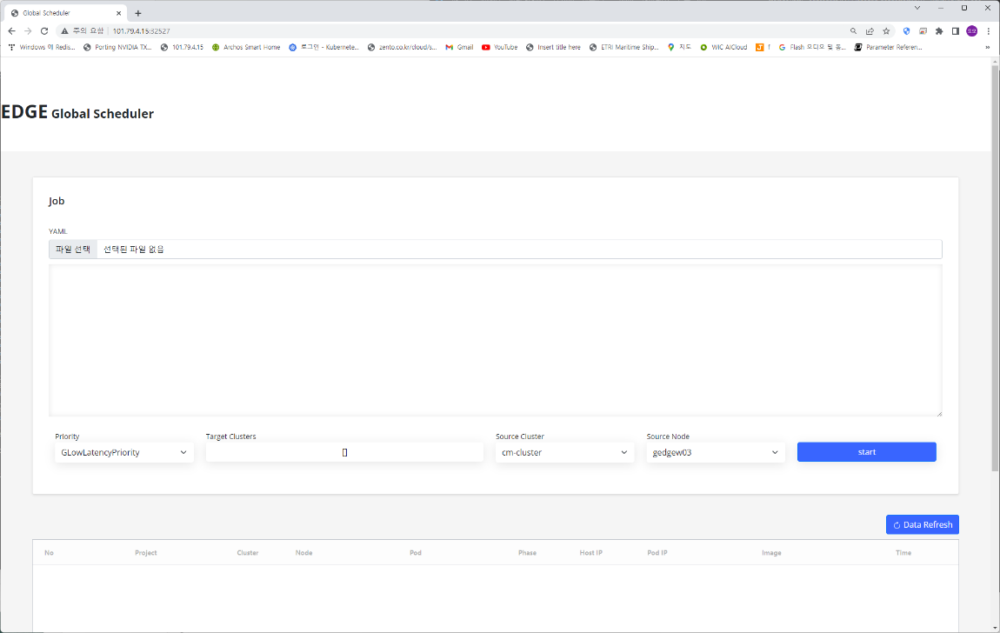 Global Scheduler
주의 요함 101.79.4.15:32527
Windows 에 Redis... Porting NVIDIA TX... 101.79.4.15 Archos Smart Home 로그인 - Kubernete... zento.co.kr/cloud/s... Gmail YouTube Insert title here ETRI Maritime Ship... 지도 WIC AICloud f Flash 오디오 및 동... Parameter Referen... »
EDGE Global Scheduler
Job
YAML
파일 선택 선택된 파일 없음
Priority Target Clusters Source Cluster Source Node
GLowLatencyPriority [] cm-cluster gedgew03 start
Data Refresh
No Project Cluster Node Pod Phase Host IP Pod IP Image Time